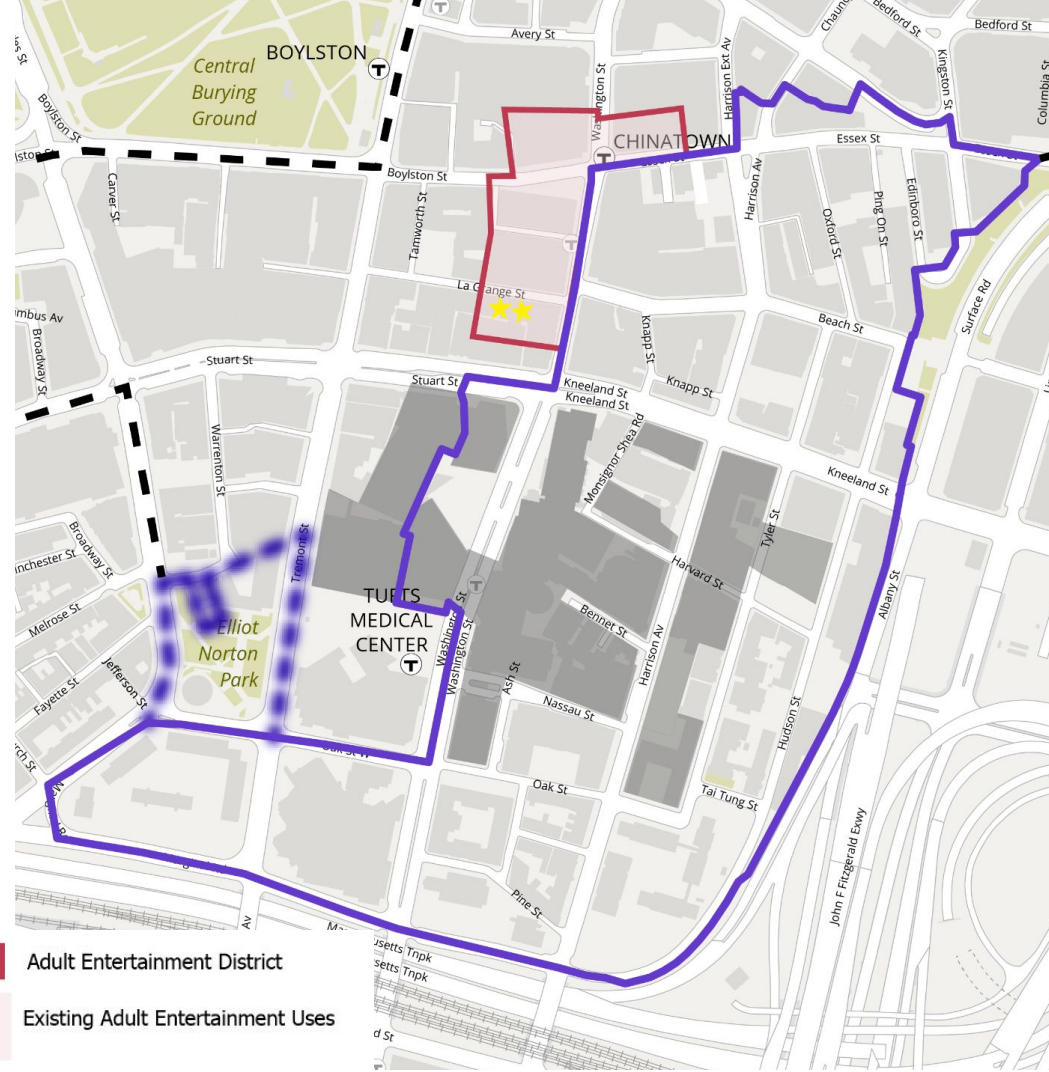 Avery St
Bedford St
Bedford St
BOYLSTON
Central
Burying
Ground
Boylston St
Washington St
Harrison Ext Av
Kingston St
Columbia St
CHINATOWN
Essex St
Boylston St
Carver St
Tamworth St
Harrison Av
Oxford St
Ping On St
Edinboro St
La Grange St
Surface Rd
Beach St
Knapp St
Broadway St
Stuart St
Stuart St
Kneeland St
Kneeland St
Knapp St
Warrenton St
Monsignor Shea Rd
Kneeland St
Tyler St
Broadway St
Tremont St
Harvard St
Albany St
Melrose St
TUFTS
MEDICAL
CENTER
Washington St
Washington St
Bennet St
Elliot
Norton
Park
Harrison Av
Jefferson St
Fayette St
Ash St
Nassau St
Hudson St
Oak St W
Oak St
Tai Tung St
John F Fitzgerald Exwy
Pine St
Av
Adult Entertainment District
Existing Adult Entertainment Uses